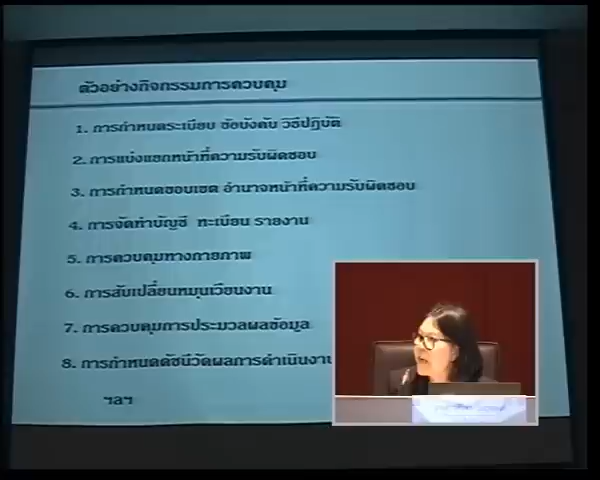 ตัวอย่างกิจกรรมการควบคุม
1. การกำหนดระเบียบ ข้อบังคับ วิธีปฏิบัติ
2. การแบ่งแยกหน้าที่ความรับผิดชอบ
3. การกำหนดขอบเขต อำนาจหน้าที่ความรับผิดชอบ
4. การจัดทำบัญชี ทะเบียน รายงาน
5. การควบคุมทางกายภาพ
6. การสับเปลี่ยนหมุนเวียนงาน
7. การควบคุมการประมวลผลข้อมูล
8. การกำหนดดัชนีวัดผลการดำเนินงาน
ฯลฯ